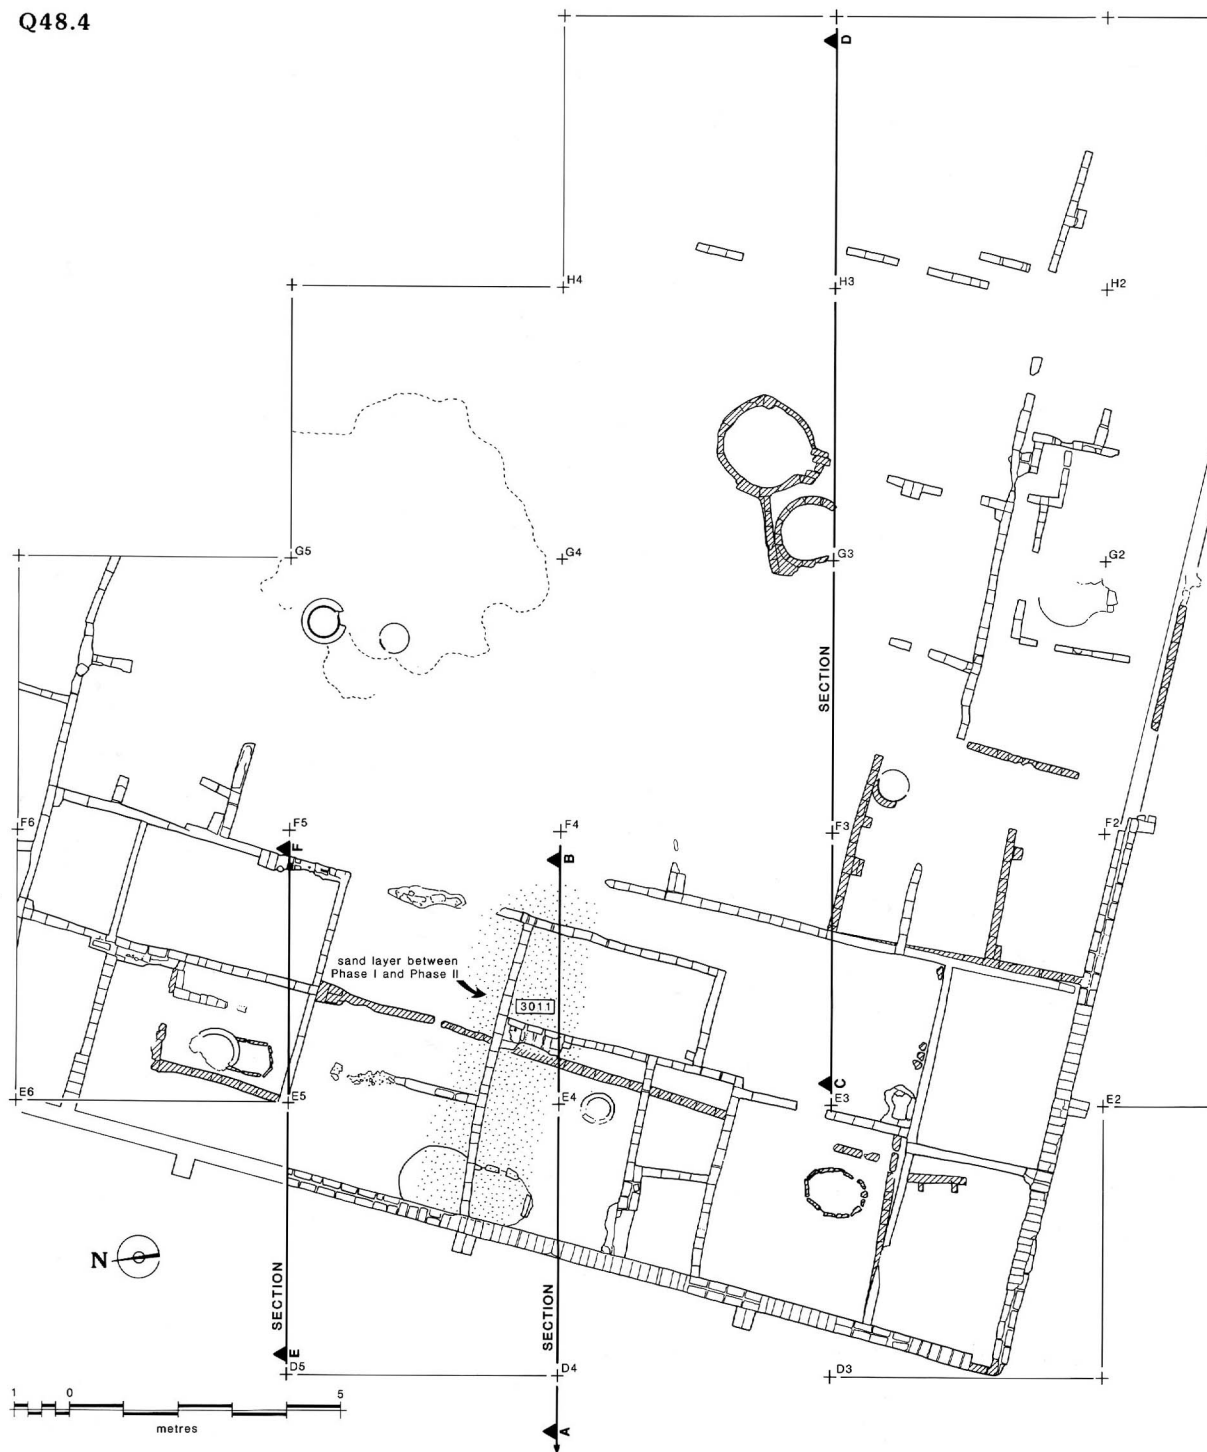 Q48.4
D
H4
H3
H2
G5
G4
G3
G2
SECTION
F6
F5
F4
F3
F2
F
B
sand layer between
Phase I and Phase II
3011
C
E6
E5
E4
E3
E2
N
SECTION
SECTION
E
D5
D4
D3
1 0 5
metres
A